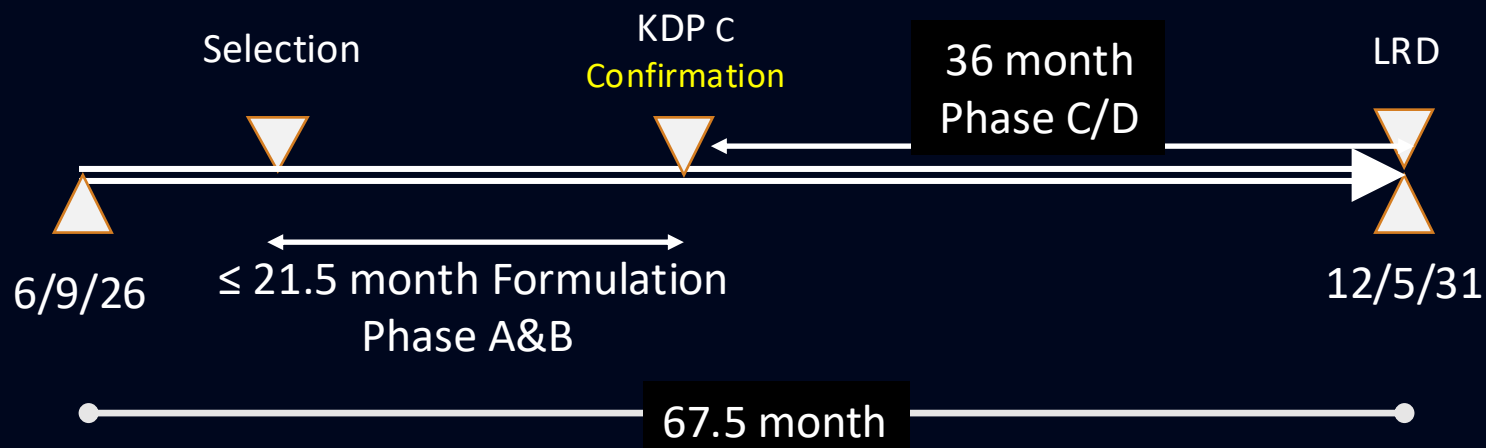 Selection
KDP C
Confirmation
36 month
Phase C/D
LRD
6/9/26
≤ 21.5 month Formulation
Phase A&B
12/5/31
67.5 month